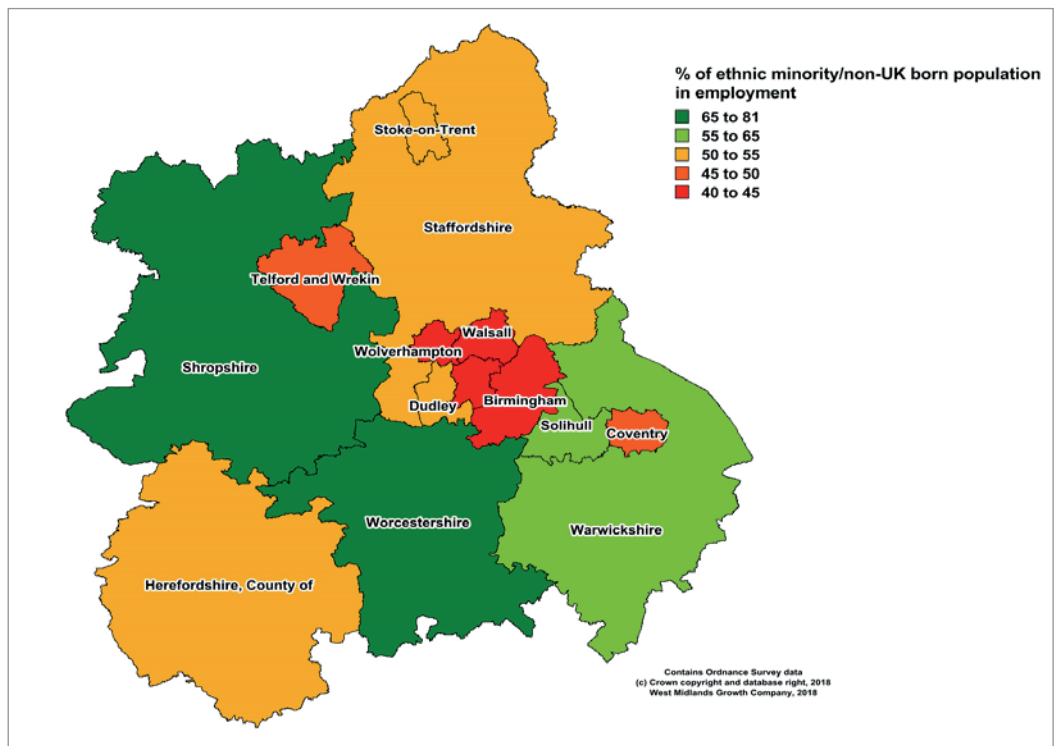 % of ethnic minority/non-UK born population
in employment
65 to 81
55 to 65
50 to 55
45 to 50
40 to 45
Stoke-on-Trent
Staffordshire
Telford and Wrekin
Walsall
Wolverhampton
Shropshire
Dudley
Birmingham
Solihull
Coventry
Worcestershire
Warwickshire
Herefordshire, County of
Contains Ordnance Survey data
(c) Crown copyright and database right, 2018
West Midlands Growth Company, 2018